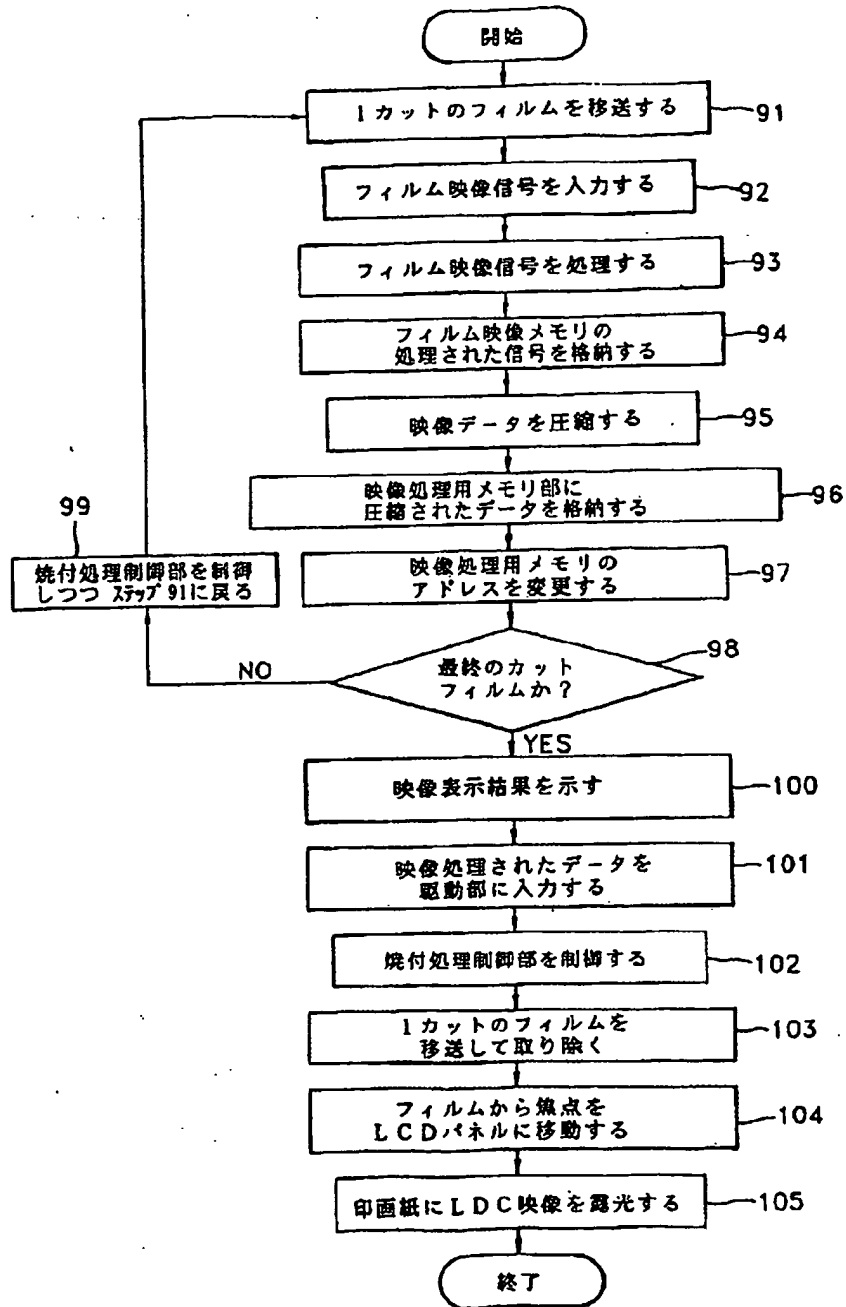 開始
1カットのフィルムを移送する
91
フィルム映像信号を入力する
92
フィルム映像信号を処理する
93
フィルム映像メモリの
処理された信号を格納する
94
映像データを圧縮する
95
映像処理用メモリ部に
圧縮されたデータを格納する
96
映像処理用メモリの
アドレスを変更する
97
最終のカット
フィルムか?
98
NO
99
焼付処理制御部を制御
しつつ ステップ 91に戻る
YES
映像表示結果を示す
100
映像処理されたデータを
駆動部に入力する
101
焼付処理制御部を制御する
102
1カットのフィルムを
移送して取り除く
103
フィルムから焦点を
LCDパネルに移動する
104
印画紙にLDC映像を露光する
105
終了